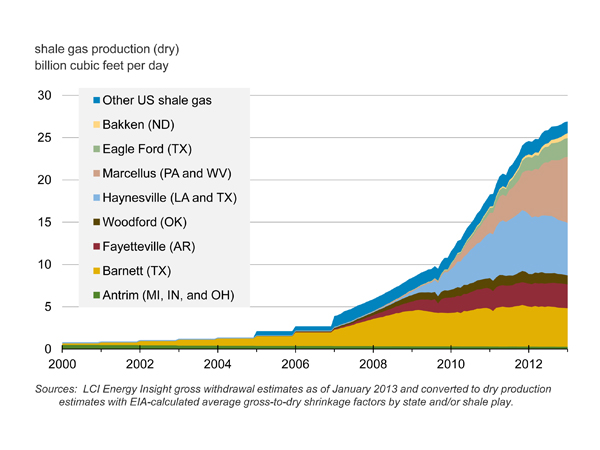 shale gas production (dry)
billion cubic feet per day
30
25
20
15
10
5
0
Other US shale gas
Bakken (ND)
Eagle Ford (TX)
Marcellus (PA and WV)
Haynesville (LA and TX)
Woodford (OK)
Fayetteville (AR)
Barnett (TX)
Antrim (MI, IN, and OH)
2000 2002 2004 2006 2008 2010 2012
Sources: LCI Energy Insight gross withdrawal estimates as of January 2013 and converted to dry production
estimates with EIA-calculated average gross-to-dry shrinkage factors by state and/or shale play.